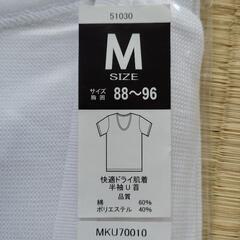 51030
M
SIZE
サイズ 胸囲 88〜96
快適ドライ肌着
半袖U首
品質
綿 60%
ポリエステル 40%
MKU70010